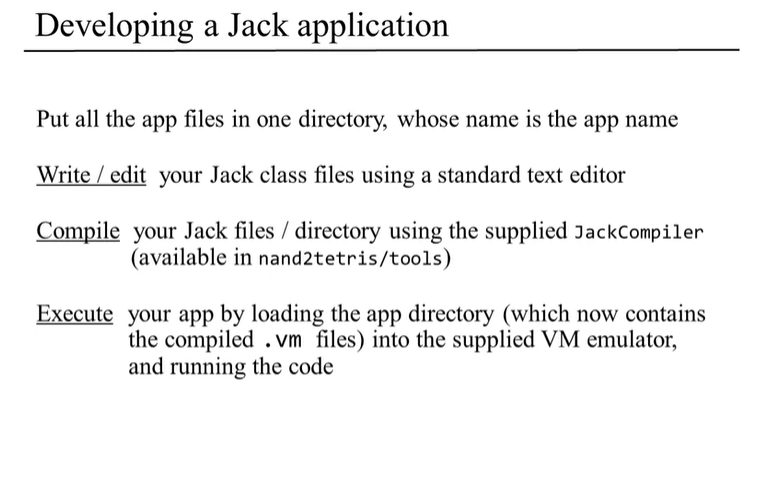 Developing a Jack application
Put all the app files in one directory, whose name is the app name
Write / edit your Jack class files using a standard text editor
Compile your Jack files / directory using the supplied JackCompiler
(available in nand2tetris/tools)
Execute your app by loading the app directory (which now contains
the compiled .vm files) into the supplied VM emulator,
and running the code